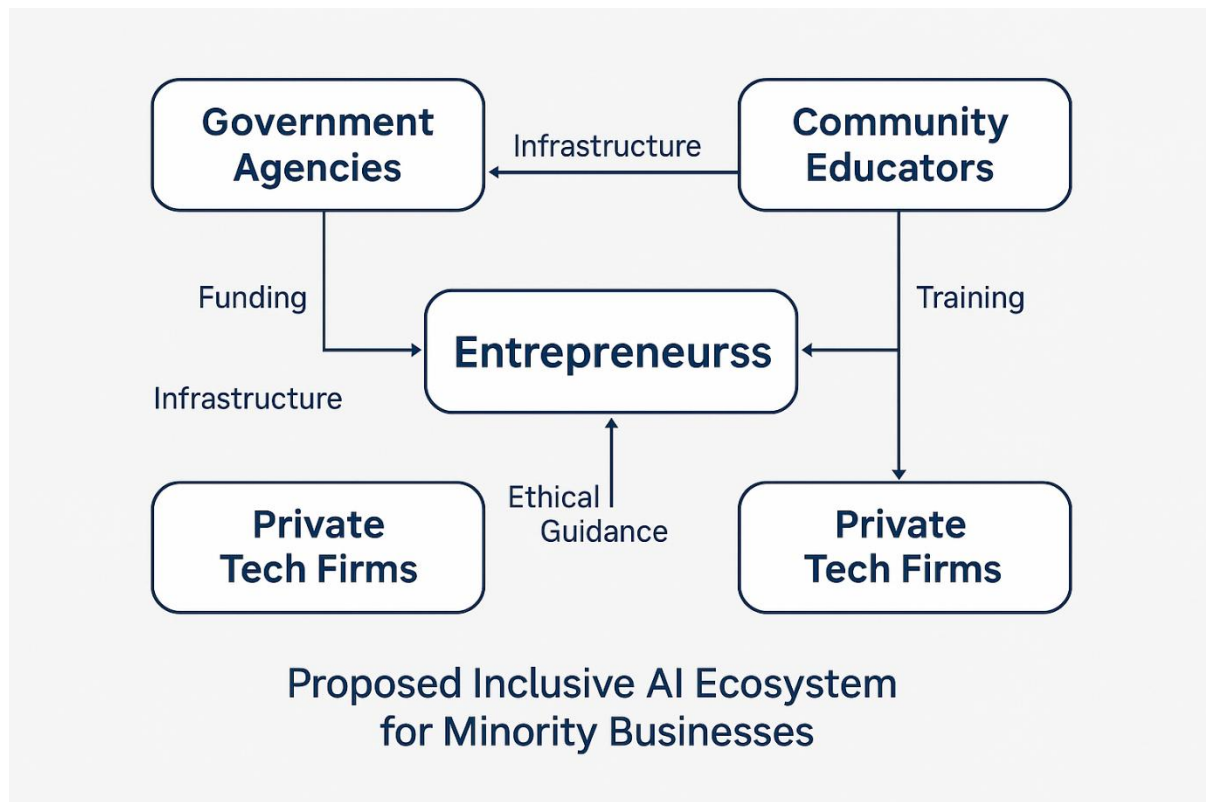 Government
Agencies
Infrastructure
Community
Educators
Funding
Training
Entrepreneurss
Infrastructure
Ethical
Guidance
Private
Tech Firms
Private
Tech Firms
Proposed Inclusive AI Ecosystem
for Minority Businesses